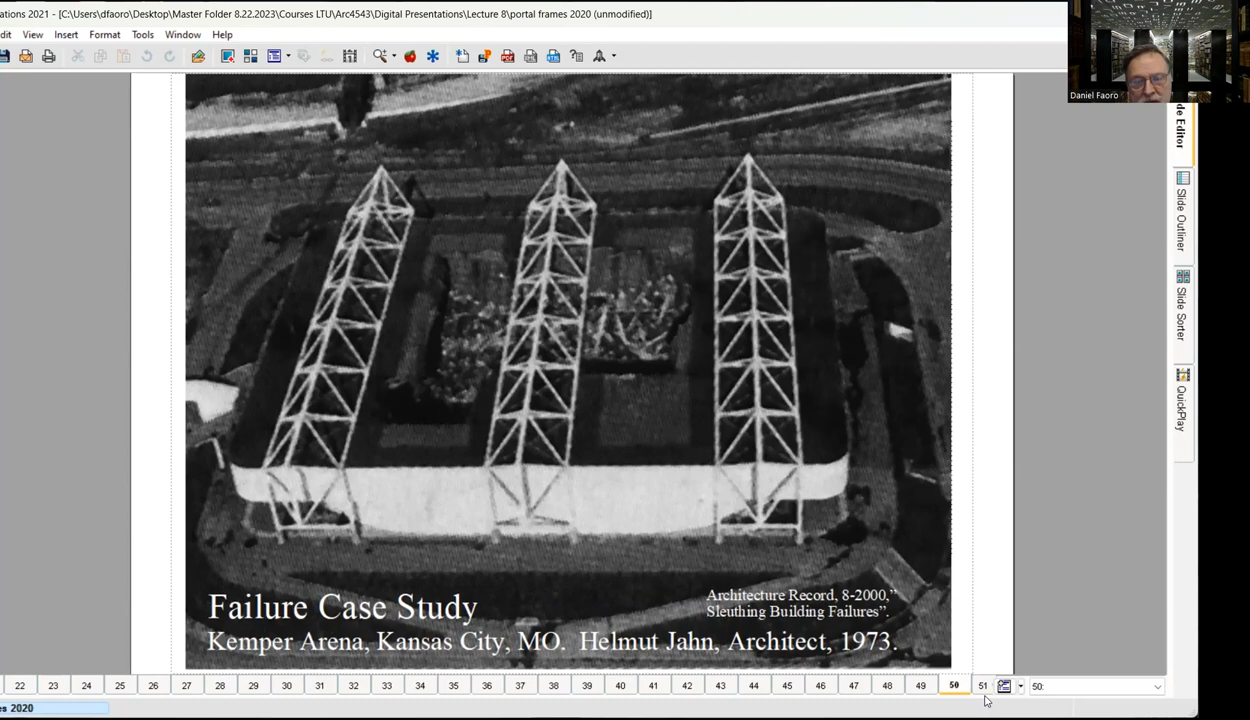 ations 2021 - [C:\Users\dfaoro\Desktop\Master Folder 8.22.2023\Courses LTU\Arc4543\Digital Presentations\Lecture 8\portal frames 2020 (unmodified)]
dit View Insert Format Tools Window Help
Daniel Faoro
de Editor
Slide Outliner
Slide Sorter
QuickPlay
Failure Case Study
Architecture Record, 8-2000,”
Sleuthing Building Failures”.
Kemper Arena, Kansas City, MO. Helmut Jahn, Architect, 1973.
22 23 24 25 26 27 28 29 30 31 32 33 34 35 36 37 38 39 40 41 42 43 44 45 46 47 48 49 50 51 50:
es 2020